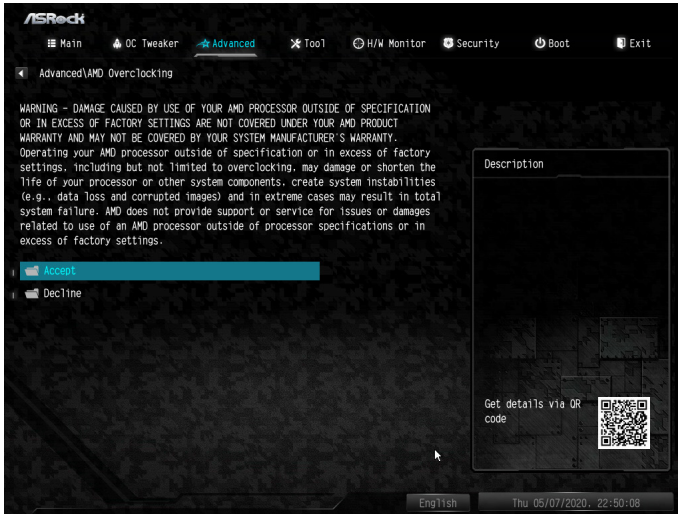 ASRock
Main OC Tweaker Advanced Tool H/W Monitor Security Boot Exit
Advanced\AMD Overclocking
WARNING - DAMAGE CAUSED BY USE OF YOUR AMD PROCESSOR OUTSIDE OF SPECIFICATION
OR IN EXCESS OF FACTORY SETTINGS ARE NOT COVERED UNDER YOUR AMD PRODUCT
WARRANTY AND MAY NOT BE COVERED BY YOUR SYSTEM MANUFACTURER'S WARRANTY.
Operating your AMD processor outside of specification or in excess of factory
settings, including but not limited to overclocking, may damage or shorten the
life of your processor or other system components, create system instabilities
(e.g., data loss and corrupted images) and in extreme cases may result in total
system failure. AMD does not provide support or service for issues or damages
related to use of an AMD processor outside of processor specifications or in
excess of factory settings.
Accept
Decline
Description
Get details via QR
code
English
Thu 05/07/2020, 22:50:08